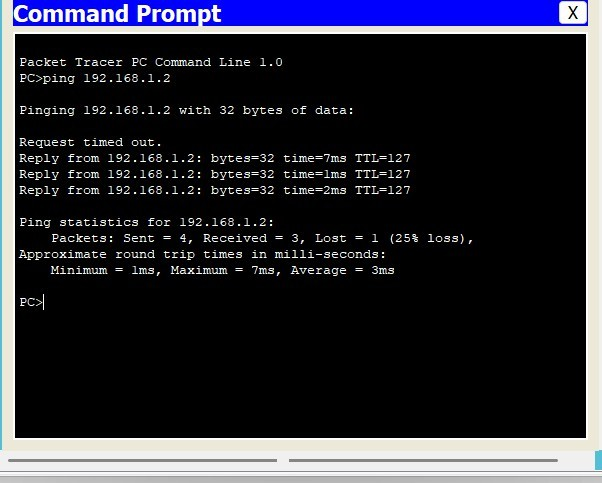 Command Prompt
X
Packet Tracer PC Command Line 1.0
PC>ping 192.168.1.2
Pinging 192.168.1.2 with 32 bytes of data:
Request timed out.
Reply from 192.168.1.2: bytes=32 time=7ms TTL=127
Reply from 192.168.1.2: bytes=32 time=1ms TTL=127
Reply from 192.168.1.2: bytes=32 time=2ms TTL=127
Ping statistics for 192.168.1.2:
Packets: Sent = 4, Received = 3, Lost = 1 (25% loss),
Approximate round trip times in milli-seconds:
Minimum = 1ms, Maximum = 7ms, Average = 3ms
PC>